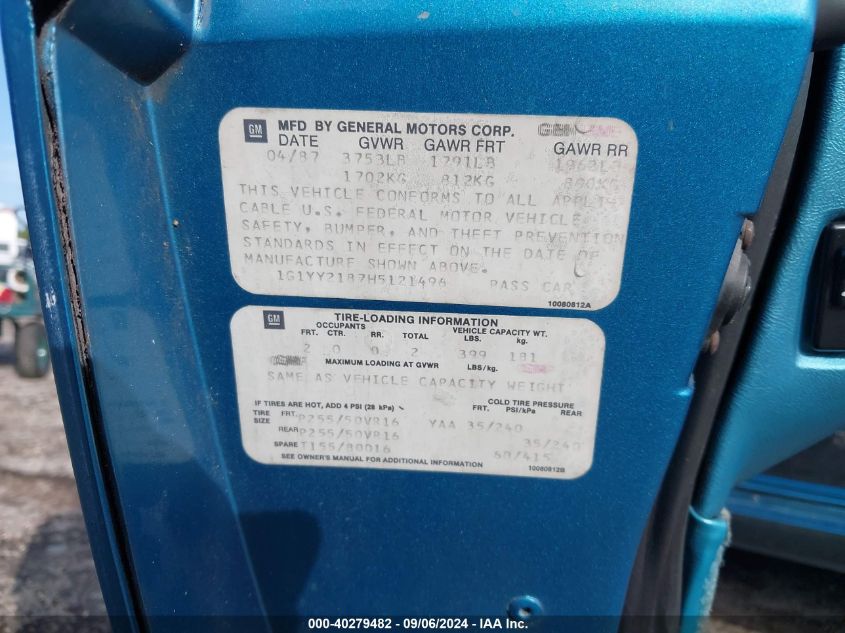 GM MFD BY GENERAL MOTORS CORP.
DATE GVWR GAWR FRT GAWR RR
04/87 3753LB 1791LB 1962LB
1702KG 812KG 890KG
THIS VEHICLE CONFORMS TO ALL APPLI-
CABLE U.S. FEDERAL MOTOR VEHICLE
SAFETY, BUMPER, AND THEFT PREVENTION
STANDARDS IN EFFECT ON THE DATE OF
MANUFACTURE SHOWN ABOVE.
1G1YY2187H5121494 PASS CAR
10080812A
GM TIRE-LOADING INFORMATION
OCCUPANTS VEHICLE CAPACITY WT.
FRT. CTR. RR. TOTAL LBS. kg.
2 0 0 2 399 181
MAXIMUM LOADING AT GVWR LBS/kg.
SAME AS VEHICLE CAPACITY WEIGHT
IF TIRES ARE HOT, ADD 4 PSI (28 kPa) COLD TIRE PRESSURE
FRT. PSI/kPa REAR
TIRE SIZE FRT. P255/50VR16 YAA 35/240
REAR P255/50VR16 35/240
SPARE T155/80D16 60/415
SEE OWNER'S MANUAL FOR ADDITIONAL INFORMATION 10080812B
000-40279482 - 09/06/2024 - IAA Inc.